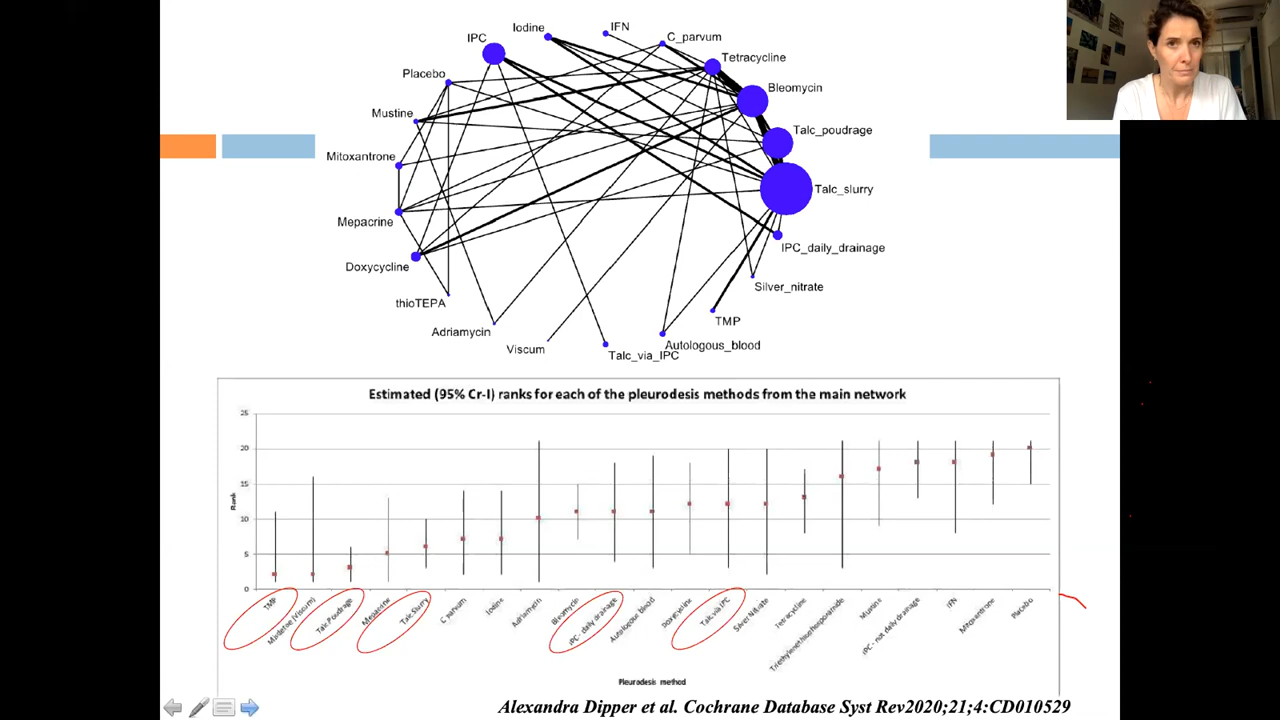 Iodine
IFN
C_parvum
IPC
Tetracycline
Placebo
Bleomycin
Mustine
Talc_poudrage
Mitoxantrone
Talc_slurry
Mepacrine
IPC_daily_drainage
Doxycycline
Silver_nitrate
thioTEPA
TMP
Adriamycin
Autologous_blood
Viscum
Talc_via_IPC
Estimated (95% Cr-I) ranks for each of the pleurodesis methods from the main network
25
20
15
10
5
0
Rank
TMP
Mistletoe (Viscum)
Talc Poudrage
Mepacrine
Talc Slurry
C parvum
Iodine
Adriamycin
Bleomycin
IPC - daily drainage
Autologous blood
Doxycycline
Talc via IPC
Silver Nitrate
Tetracycline
Triethylenethiophosphoramide
Mustine
IPC - not daily drainage
IFN
Mitoxantrone
Placebo
Pleurodesis method
Alexandra Dipper et al. Cochrane Database Syst Rev2020;21;4:CD010529